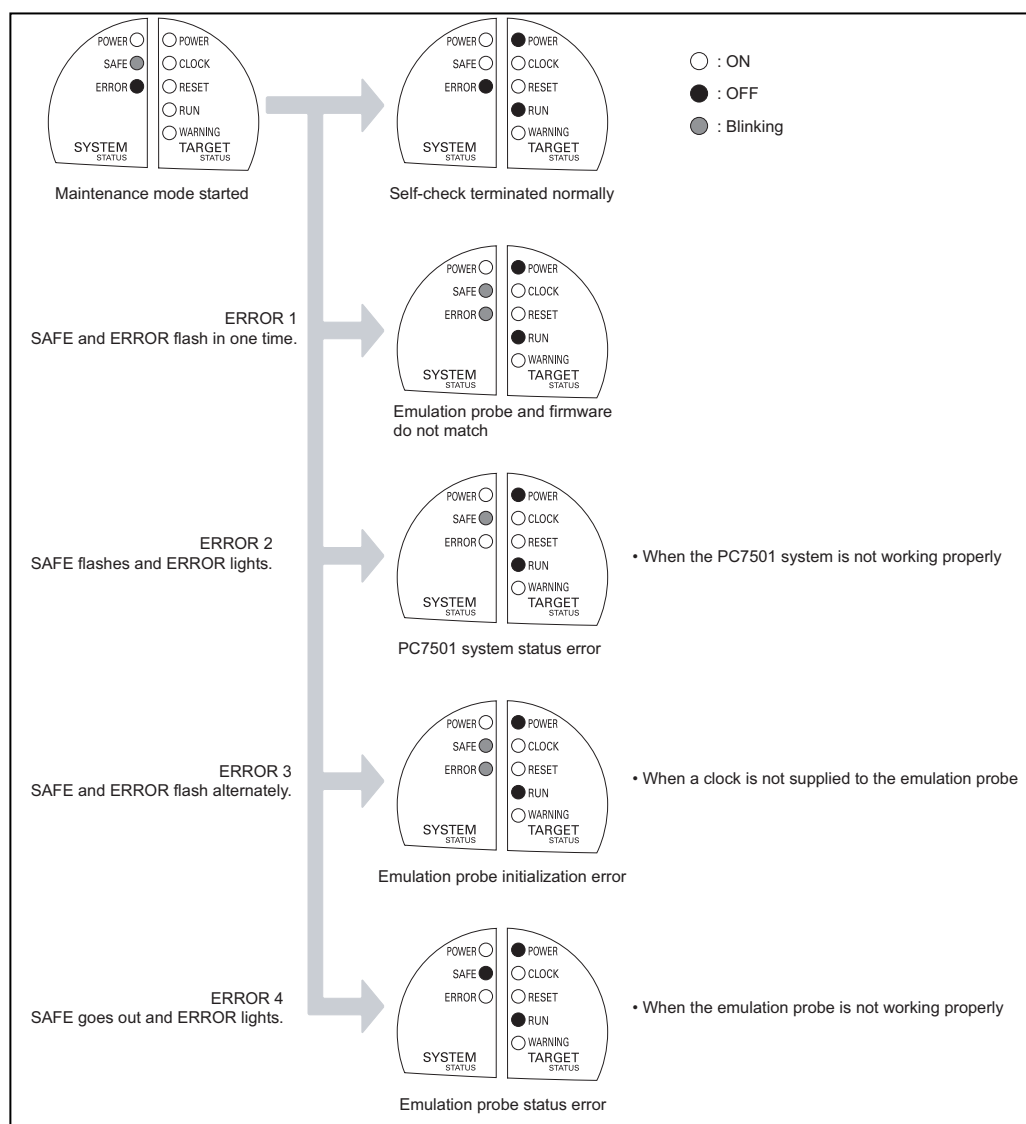 POWER
SAFE
ERROR
SYSTEM
STATUS
POWER
CLOCK
RESET
RUN
WARNING
TARGET
STATUS
Maintenance mode started
POWER
SAFE
ERROR
SYSTEM
STATUS
POWER
CLOCK
RESET
RUN
WARNING
TARGET
STATUS
Self-check terminated normally
: ON
: OFF
: Blinking
ERROR 1
SAFE and ERROR flash in one time.
POWER
SAFE
ERROR
SYSTEM
STATUS
POWER
CLOCK
RESET
RUN
WARNING
TARGET
STATUS
Emulation probe and firmware
do not match
ERROR 2
SAFE flashes and ERROR lights.
POWER
SAFE
ERROR
SYSTEM
STATUS
POWER
CLOCK
RESET
RUN
WARNING
TARGET
STATUS
PC7501 system status error
• When the PC7501 system is not working properly
ERROR 3
SAFE and ERROR flash alternately.
POWER
SAFE
ERROR
SYSTEM
STATUS
POWER
CLOCK
RESET
RUN
WARNING
TARGET
STATUS
Emulation probe initialization error
• When a clock is not supplied to the emulation probe
ERROR 4
SAFE goes out and ERROR lights.
POWER
SAFE
ERROR
SYSTEM
STATUS
POWER
CLOCK
RESET
RUN
WARNING
TARGET
STATUS
Emulation probe status error
• When the emulation probe is not working properly